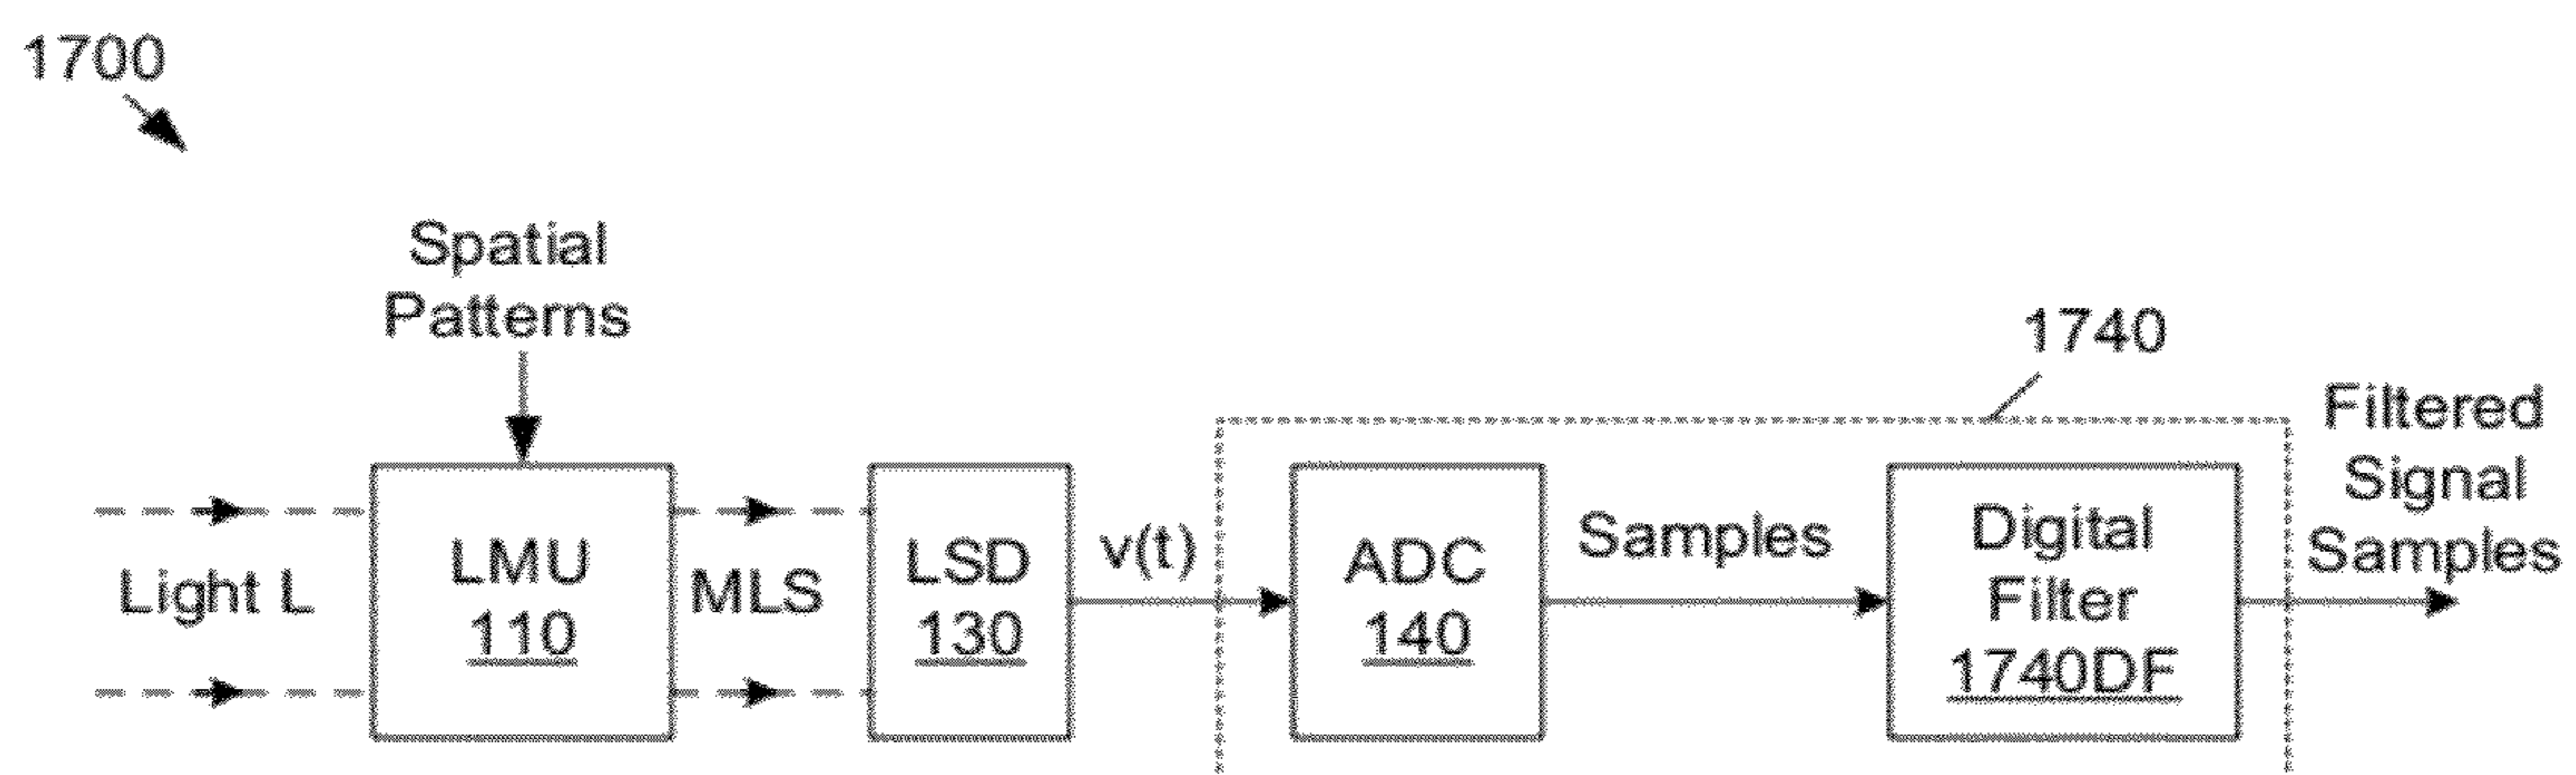 1700
Spatial
Patterns
1740
Filtered
Signal
Samples
Light L
LMU
110
MLS
LSD
130
v(t)
ADC
140
Samples
Digital
Filter
1740DF